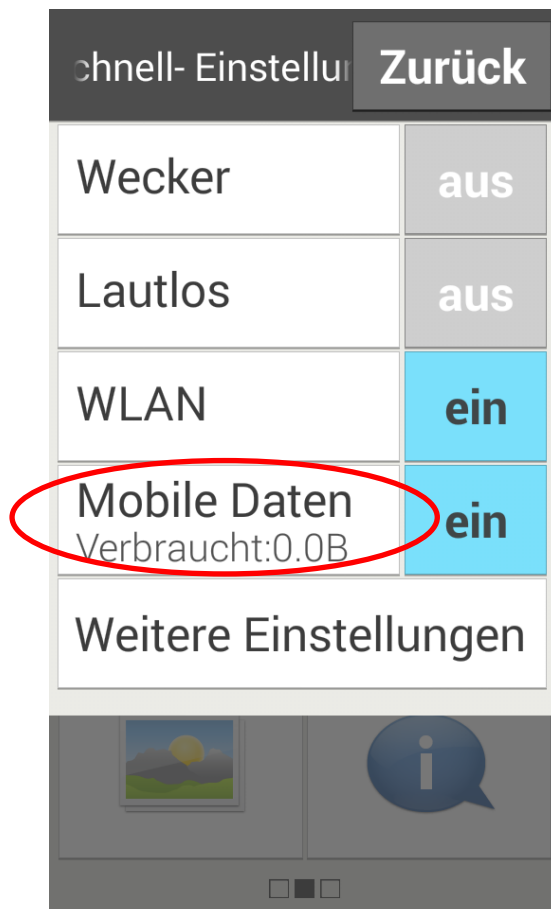 chnell- Einstellur
Zurück
Wecker
aus
Lautlos
aus
WLAN
ein
Mobile Daten
ein
Verbraucht:0.0B
Weitere Einstellungen
i